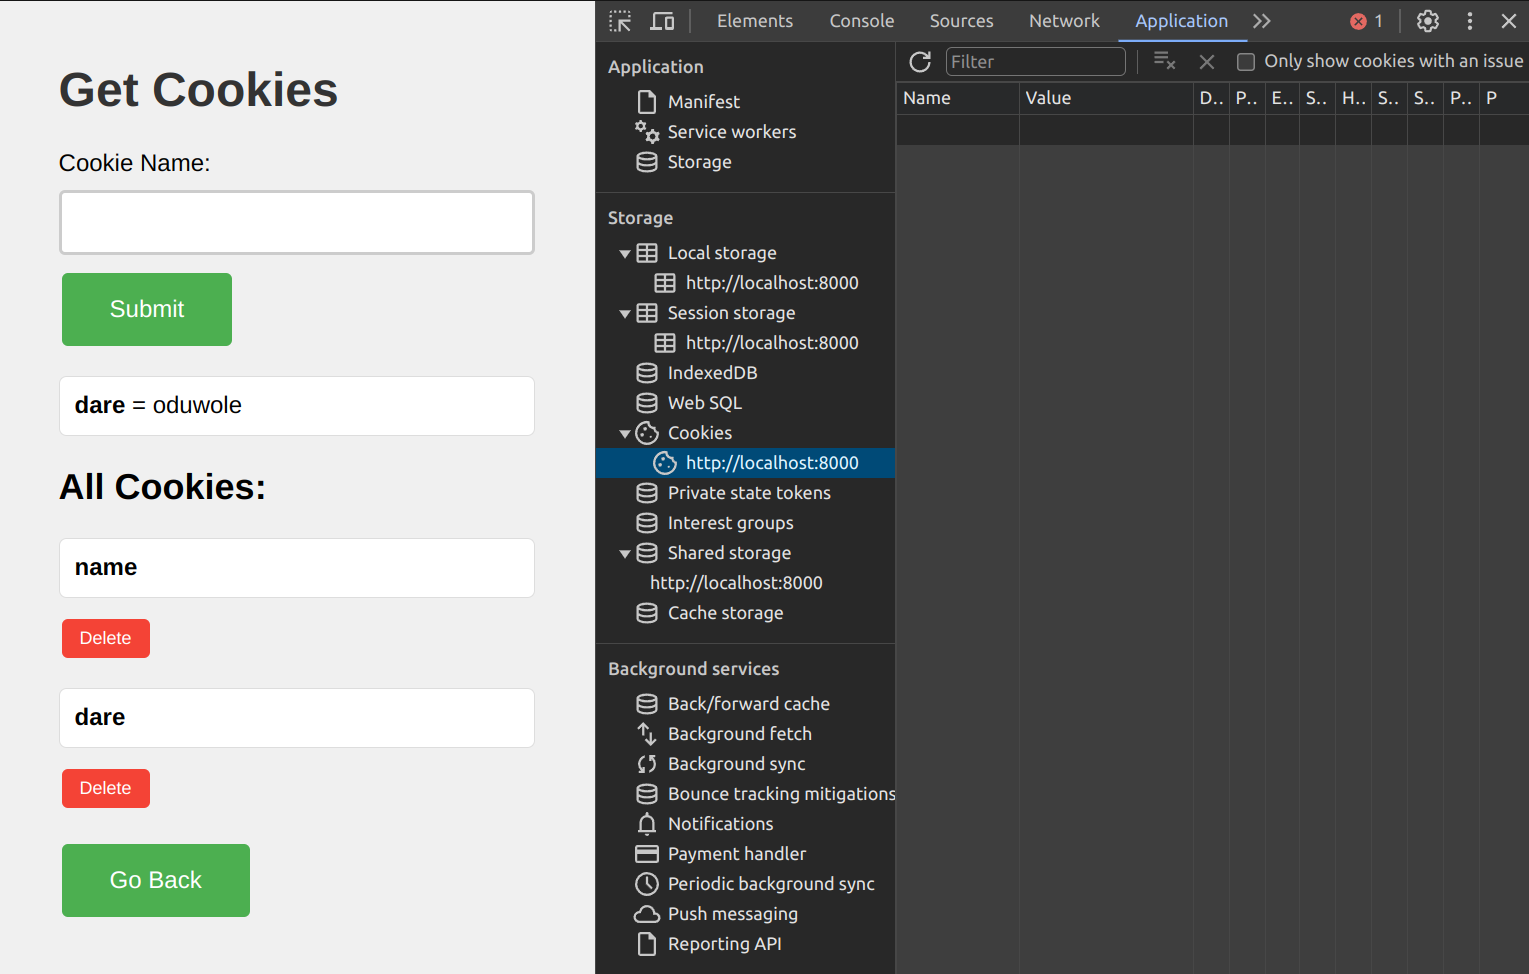 Get Cookies
Cookie Name:
Submit
dare = oduwole
All Cookies:
name
Delete
dare
Delete
Go Back
Elements Console Sources Network Application 1
Application
Manifest
Service workers
Storage
Storage
Local storage
http://localhost:8000
Session storage
http://localhost:8000
IndexedDB
Web SQL
Cookies
http://localhost:8000
Private state tokens
Interest groups
Shared storage
http://localhost:8000
Cache storage
Background services
Back/forward cache
Background fetch
Background sync
Bounce tracking mitigations
Notifications
Payment handler
Periodic background sync
Push messaging
Reporting API
Filter Only show cookies with an issue
Name Value D.. P.. E.. S.. H.. S.. S.. P.. P